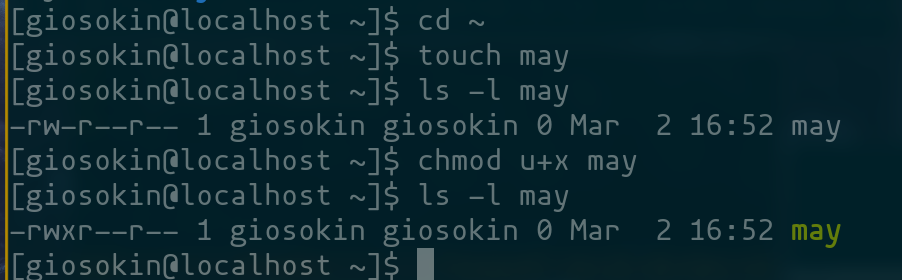 [giosokin@localhost ~]$ cd ~
[giosokin@localhost ~]$ touch may
[giosokin@localhost ~]$ ls -l may
-rw-r--r-- 1 giosokin giosokin 0 Mar  2 16:52 may
[giosokin@localhost ~]$ chmod u+x may
[giosokin@localhost ~]$ ls -l may
-rwxr--r-- 1 giosokin giosokin 0 Mar  2 16:52 may
[giosokin@localhost ~]$